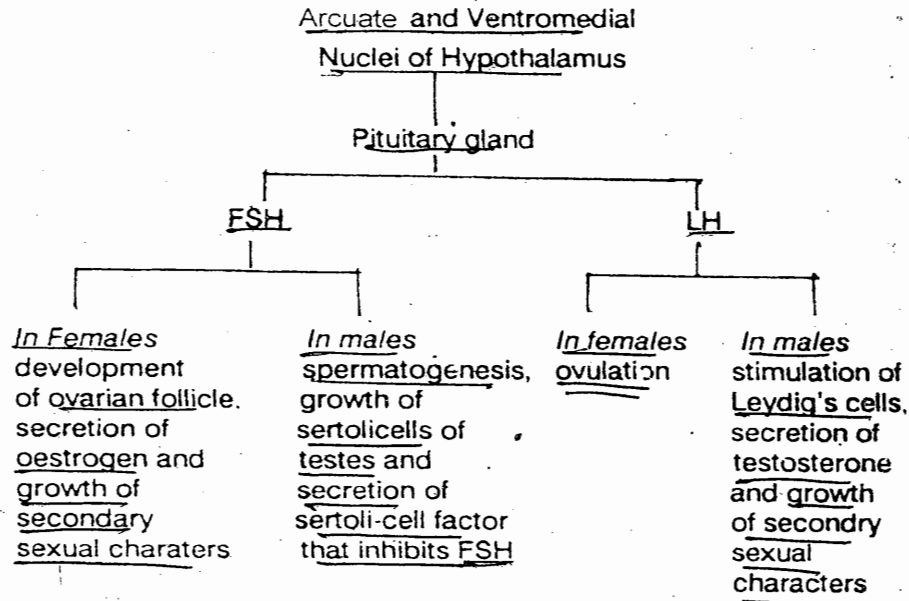 Arcuate and Ventromedial
Nuclei of Hypothalamus
Pituitary gland
FSH
LH
In Females
development
of ovarian follicle.
secretion of
oestrogen and
growth of
secondary
sexual charaters
In males
spermatogenesis,
growth of
sertolicells of
testes and
secretion of
sertoli-cell factor
that inhibits FSH
In females
ovulation
In males
stimulation of
Leydig's cells,
secretion of
testosterone
and growth
of secondry
sexual
characters